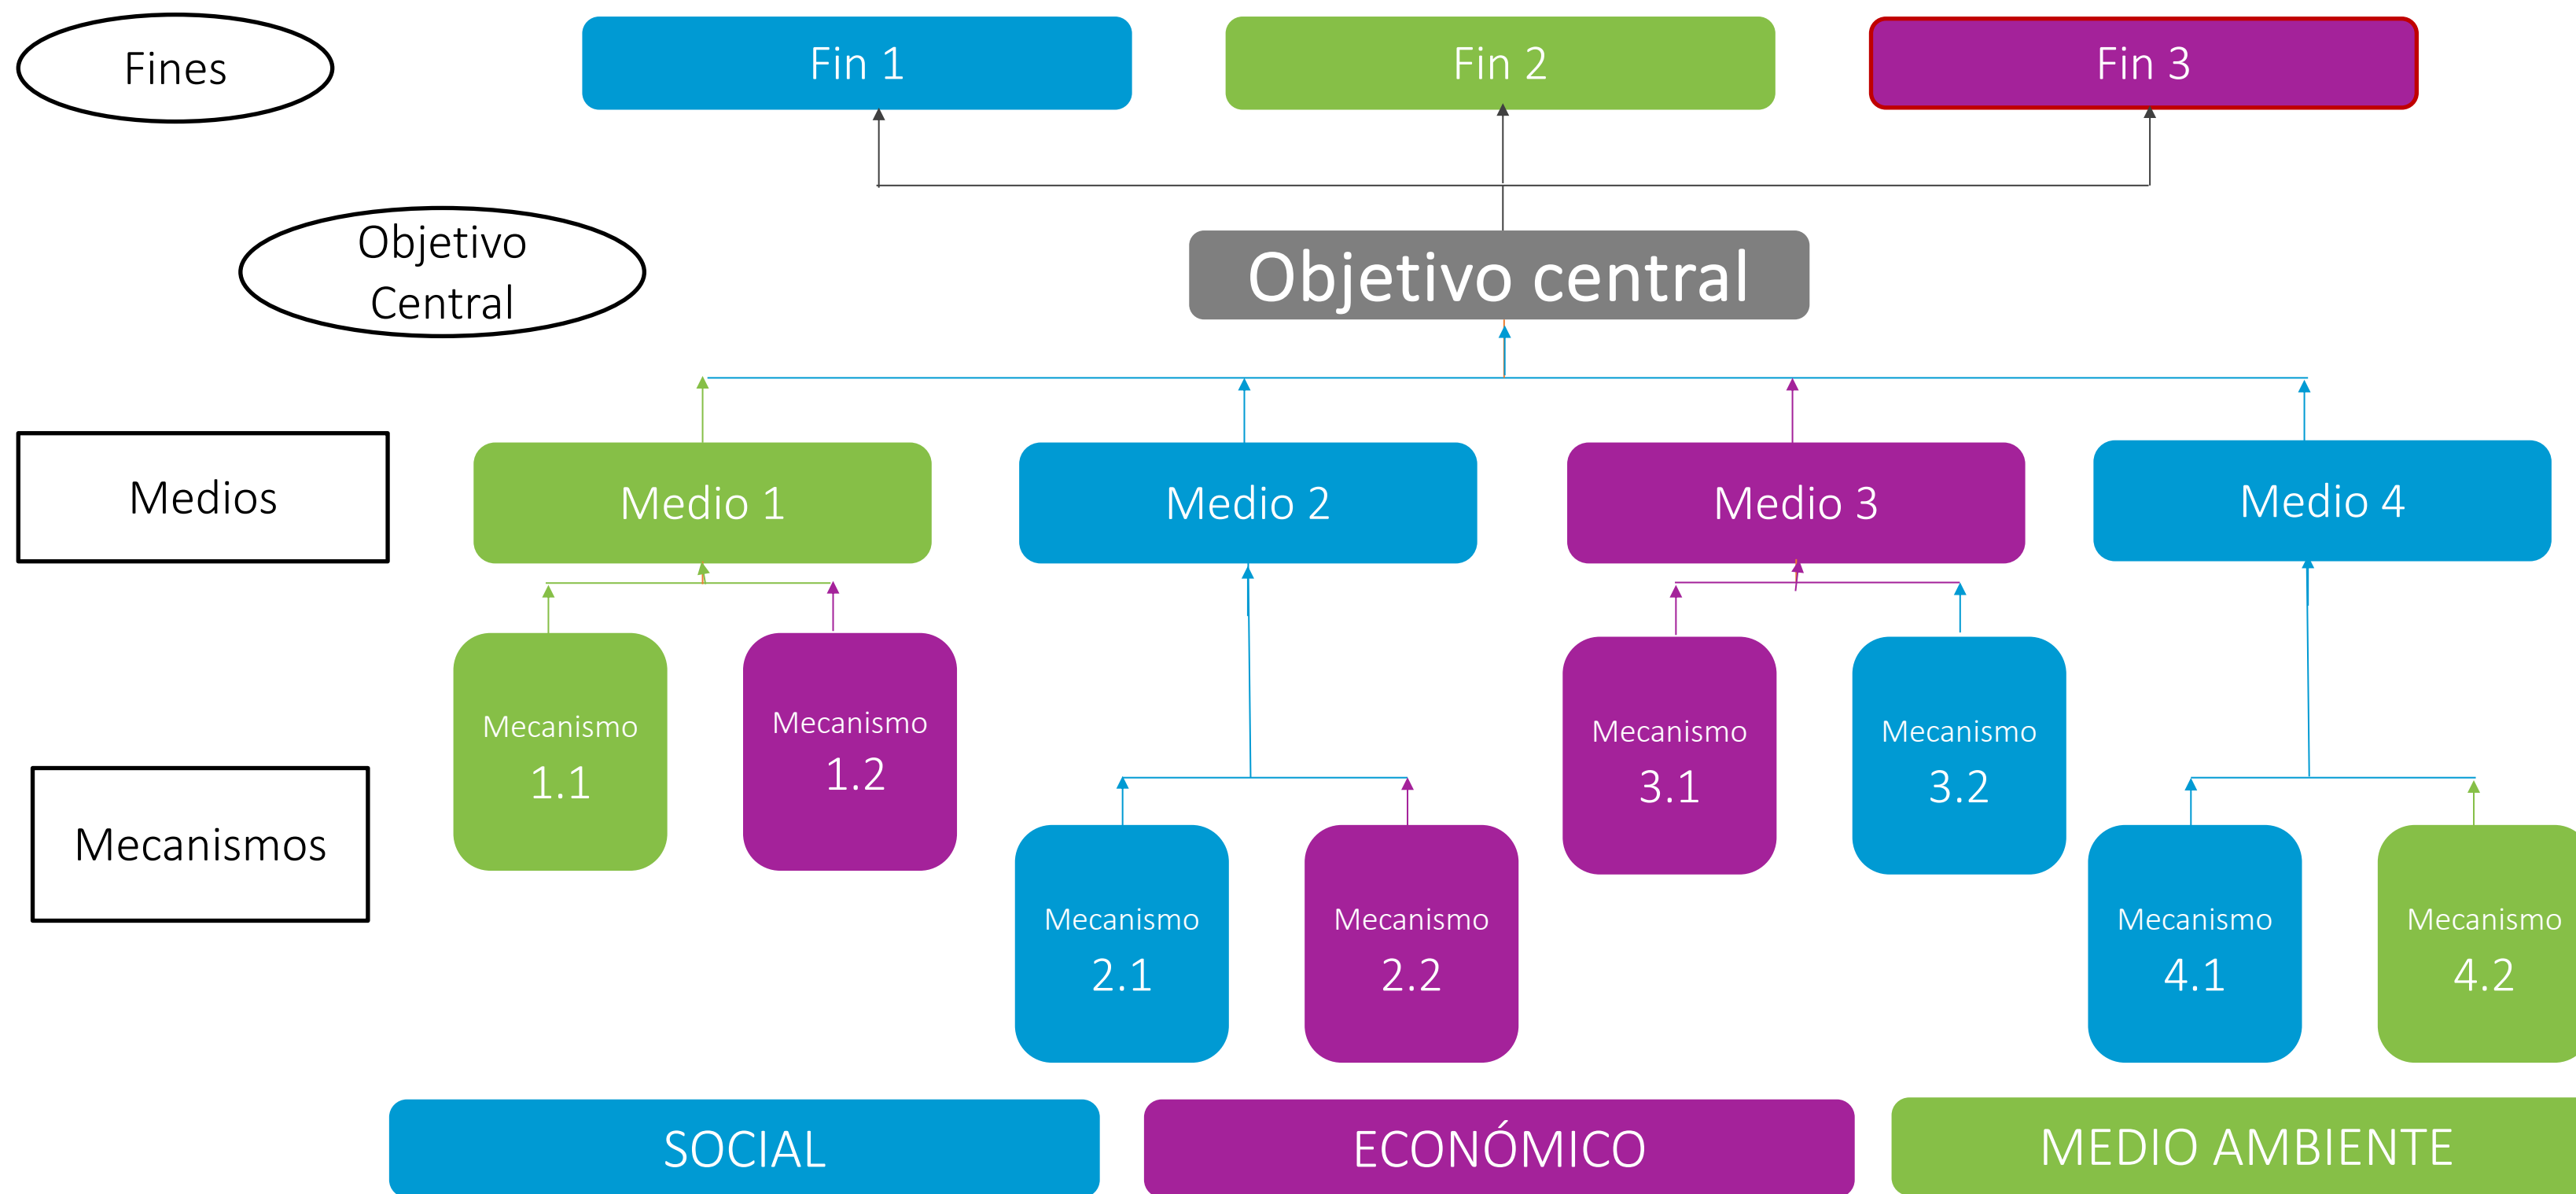 Fines
Fin 1
Fin 2
Fin 3
Objetivo
Central
Objetivo central
Medios
Medio 1
Medio 2
Medio 3
Medio 4
Mecanismos
Mecanismo
1.1
Mecanismo
1.2
Mecanismo
2.1
Mecanismo
2.2
Mecanismo
3.1
Mecanismo
3.2
Mecanismo
4.1
Mecanismo
4.2
SOCIAL
ECONÓMICO
MEDIO AMBIENTE